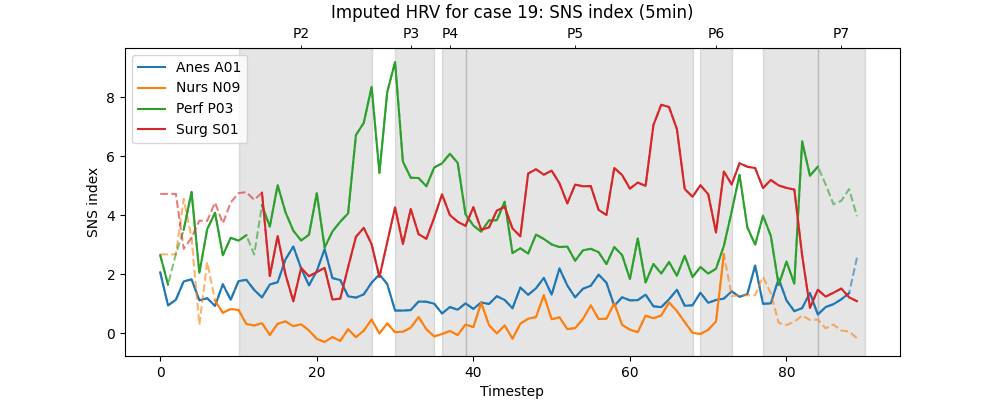 Imputed HRV for case 19: SNS index (5min)
P2 P3 P4 P5 P6 P7
Anes A01
Nurs N09
Perf P03
Surg S01
SNS index
8
6
4
2
0
0 20 40 60 80
Timestep